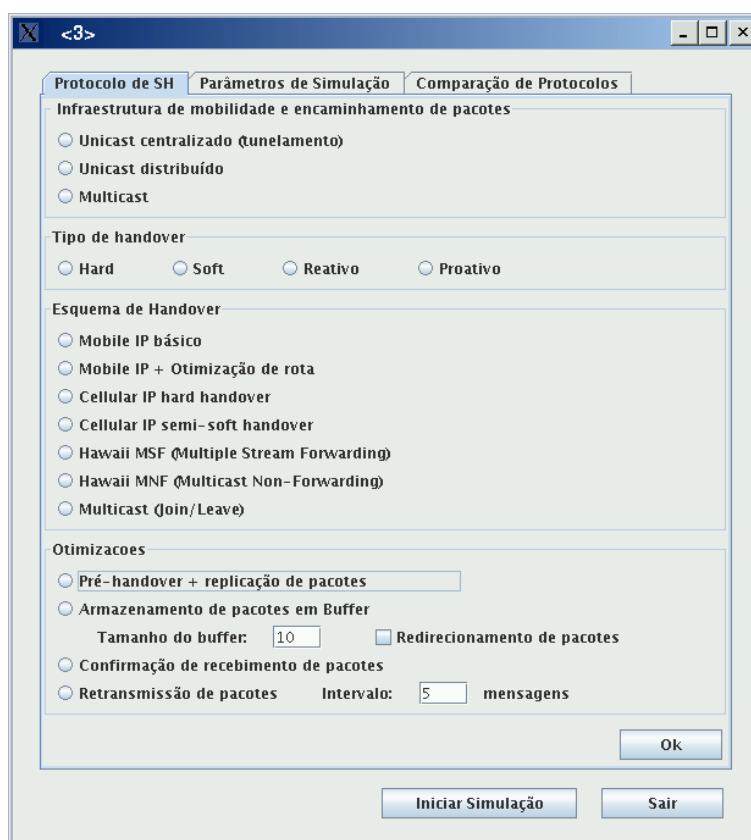 <3>
Protocolo de SH Parâmetros de Simulação Comparação de Protocolos
Infraestrutura de mobilidade e encaminhamento de pacotes
Unicast centralizado (tunelamento)
Unicast distribuído
Multicast
Tipo de handover
Hard Soft Reativo Proativo
Esquema de Handover
Mobile IP básico
Mobile IP + Otimização de rota
Cellular IP hard handover
Cellular IP semi-soft handover
Hawaii MSF (Multiple Stream Forwarding)
Hawaii MNF (Multicast Non-Forwarding)
Multicast (Join/Leave)
Otimizacoes
Pré-handover + replicação de pacotes
Armazenamento de pacotes em Buffer
Tamanho do buffer: 10 Redirecionamento de pacotes
Confirmação de recebimento de pacotes
Retransmissão de pacotes Intervalo: 5 mensagens
Ok
Iniciar Simulação Sair